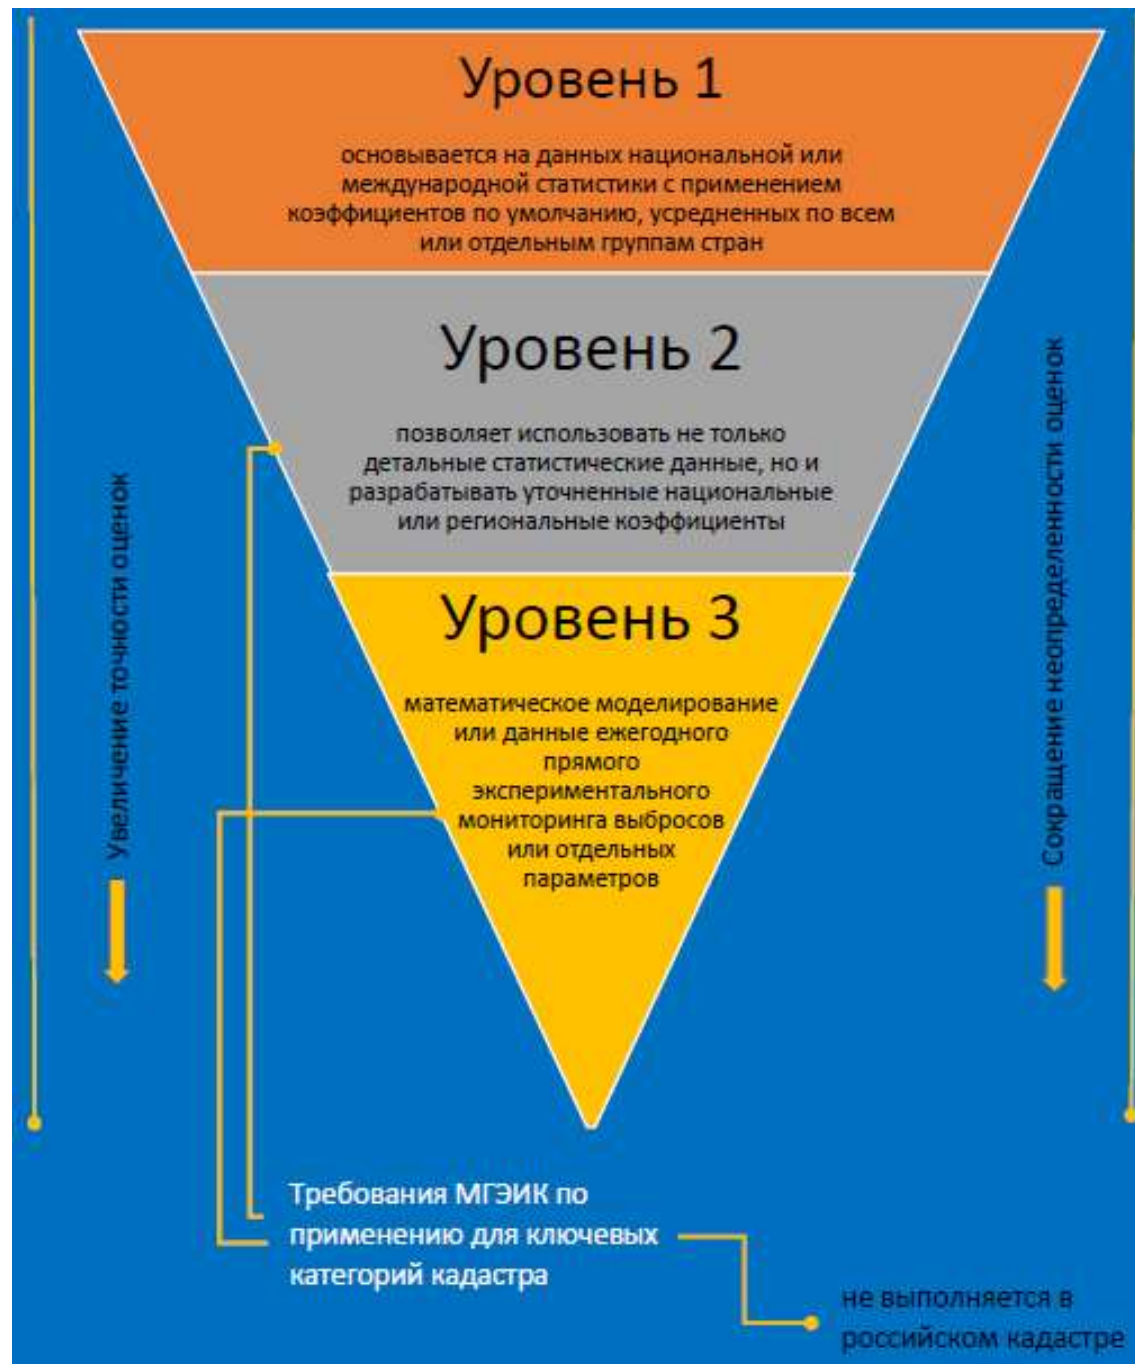 Уровень 1
основывается на данных национальной или
международной статистики с применением
коэффициентов по умолчанию, усредненных по всем
или отдельным группам стран
Уровень 2
позволяет использовать не только
детальные статистические данные, но и
разрабатывать уточненные национальные
или региональные коэффициенты
Уровень 3
математическое моделирование
или данные ежегодного
прямого
экспериментального
мониторинга выбросов
или отдельных
параметров
Увеличение точности оценок
Сокращение неопределенности оценок
Требования МГЭИК по
применению для ключевых
категорий кадастра
не выполняется в
российском кадастре